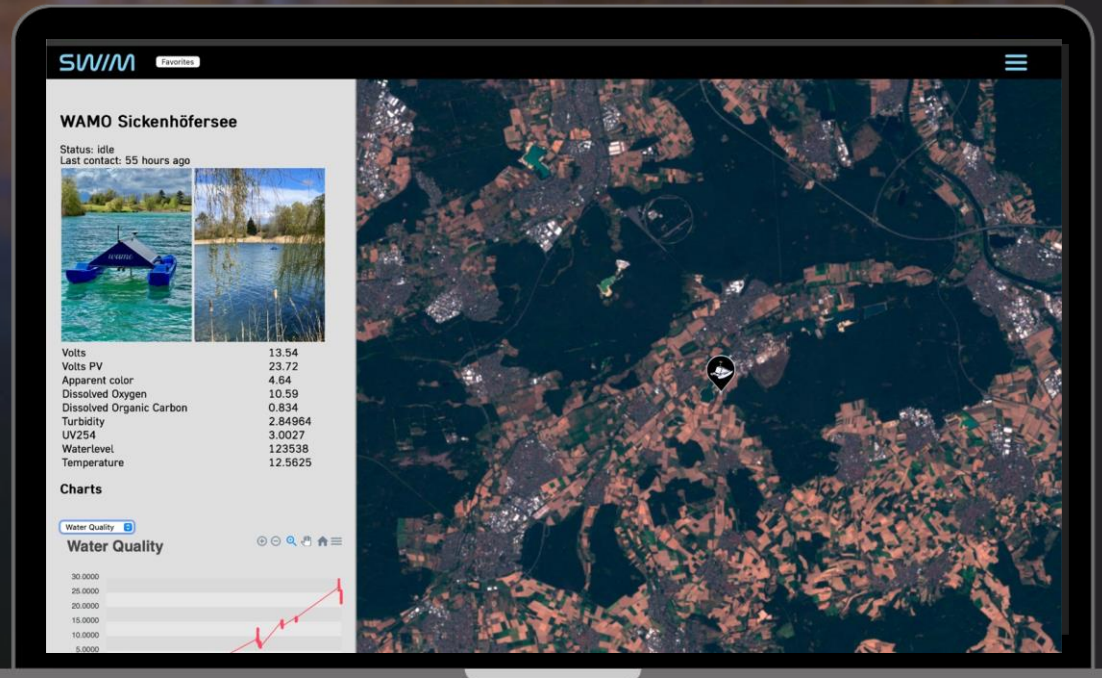 SWIM Favorites
WAMO Sickenhöfersee
Status: idle
Last contact: 55 hours ago
wamo
Volts 13.54
Volts PV 23.72
Apparent color 4.64
Dissolved Oxygen 10.59
Dissolved Organic Carbon 0.834
Turbidity 2.84964
UV254 3.0027
Waterlevel 123538
Temperature 12.5625
Charts
Water Quality
Water Quality
30.0000
25.0000
20.0000
15.0000
10.0000
5.0000